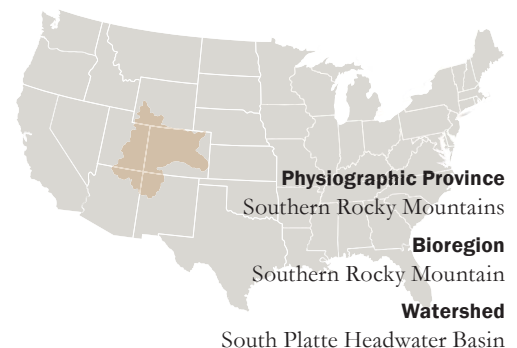 Physiographic Province
Southern Rocky Mountains
Bioregion
Southern Rocky Mountain
Watershed
South Platte Headwater Basin